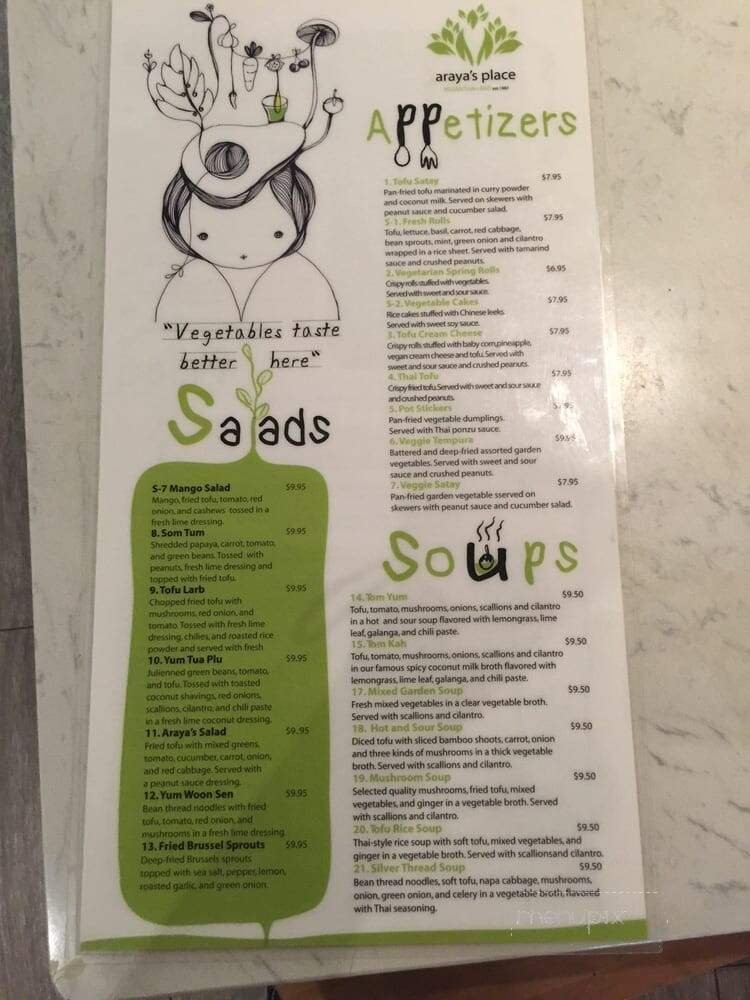 araya's place
"Vegetables taste
better here"
Appetizers
1. Tofu Satay $7.95
Pan-fried tofu marinated in curry powder
and coconut milk. Served on skewers with
peanut sauce and cucumber salad.
S-1. Fresh Rolls $7.95
Tofu, lettuce, basil, carrot, red cabbage,
bean sprouts, mint, green onion and cilantro
wrapped in a rice sheet. Served with tamarind
sauce and crushed peanuts.
2. Vegetarian Spring Rolls $6.95
Crispy rolls stuffed with vegetables.
Served with sweet and sour sauce.
S-2. Vegetable Cakes $7.95
Rice cakes stuffed with Chinese leeks.
Served with sweet soy sauce.
3. Tofu Cream Cheese $7.95
Crispy rolls stuffed with baby corn,pineapple,
vegan cream cheese and tofu. Served with
sweet and sour sauce and crushed peanuts.
4. Thai Tofu $7.95
Crispy fried tofu.Served with sweet and sour sauce
and crushed peanuts.
5. Pot Stickers $7.95
Pan-fried vegetable dumplings.
Served with Thai ponzu sauce.
6. Veggie Tempura $9.95
Battered and deep-fried assorted garden
vegetables. Served with sweet and sour
sauce and crushed peanuts.
7. Veggie Satay $7.95
Pan-fried garden vegetable sserved on
skewers with peanut sauce and cucumber salad.
Salads
S-7 Mango Salad $9.95
Mango, fried tofu, tomato, red
onion, and cashews tossed in a
fresh lime dressing.
8. Som Tum $9.95
Shredded papaya, carrot, tomato,
and green beans. Tossed with
peanuts, fresh lime dressing and
topped with fried tofu.
9. Tofu Larb $9.95
Chopped fried tofu with
mushrooms, red onion, and
tomato. Tossed with fresh lime
dressing, chilies, and roasted rice
powder and served with fresh
10. Yum Tua Plu $9.95
Julienned green beans, tomato,
and tofu. Tossed with toasted
coconut shavings, red onions,
scallions, cilantro, and chili paste
in a fresh lime coconut dressing.
11. Araya's Salad $9..95
Fried tofu with mixed greens,
tomato, cucumber, carrot, onion,
and red cabbage. Served with
a peanut sauce dressing.
12. Yum Woon Sen $9.95
Bean thread noodles with fried
tofu, tomato, red onion, and
mushrooms in a fresh lime dressing.
13. Fried Brussel Sprouts $9.95
Deep-fried Brussels sprouts
topped with sea salt, pepper, lemon,
roasted garlic, and green onion.
Soups
14. Tom Yum $9.50
Tofu, tomato, mushrooms, onions, scallions and cilantro
in a hot and sour soup flavored with lemongrass, lime
leaf, galanga, and chili paste.
15. Tom Kah $9.50
Tofu, tomato, mushrooms, onions, scallions and cilantro
in our famous spicy coconut milk broth flavored with
lemongrass, lime leaf, galanga, and chili paste.
17. Mixed Garden Soup $9.50
Fresh mixed vegetables in a clear vegetable broth.
Served with scallions and cilantro.
18. Hot and Sour Soup $9.50
Diced tofu with sliced bamboo shoots, carrot, onion
and three kinds of mushrooms in a thick vegetable
broth. Served with scallions and cilantro.
19. Mushroom Soup $9.50
Selected quality mushrooms, fried tofu, mixed
vegetables, and ginger in a vegetable broth. Served
with scallions and cilantro.
20. Tofu Rice Soup $9.50
Thai-style rice soup with soft tofu, mixed vegetables, and
ginger in a vegetable broth. Served with scallionsand cilantro.
21. Silver Thread Soup $9.50
Bean thread noodles, soft tofu, napa cabbage, mushrooms,
onion, green onion, and celery in a vegetable broth, flavored
with Thai seasoning.
menupix